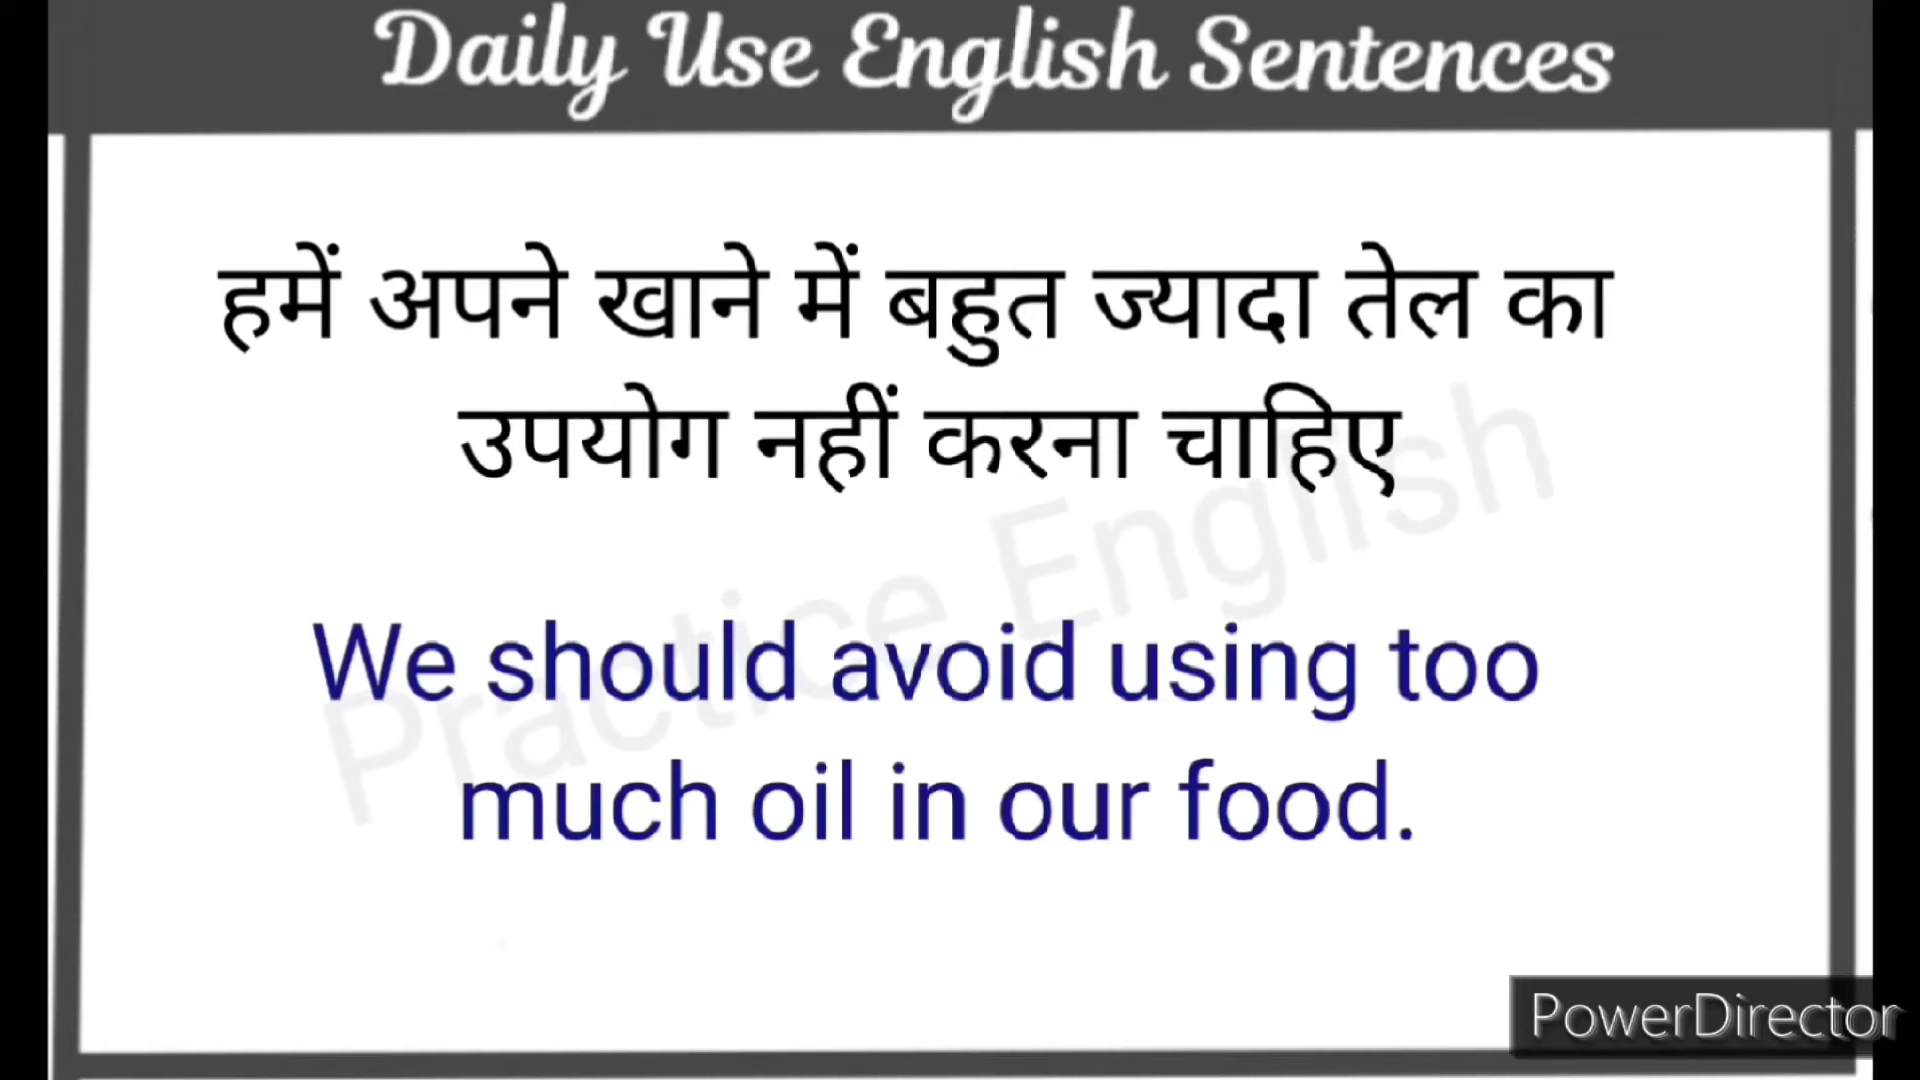 Daily Use English Sentences
हमें अपने खाने में बहुत ज्यादा तेल का
उपयोग नहीं करना चाहिए
Practice English
We should avoid using too
much oil in our food.
PowerDirector